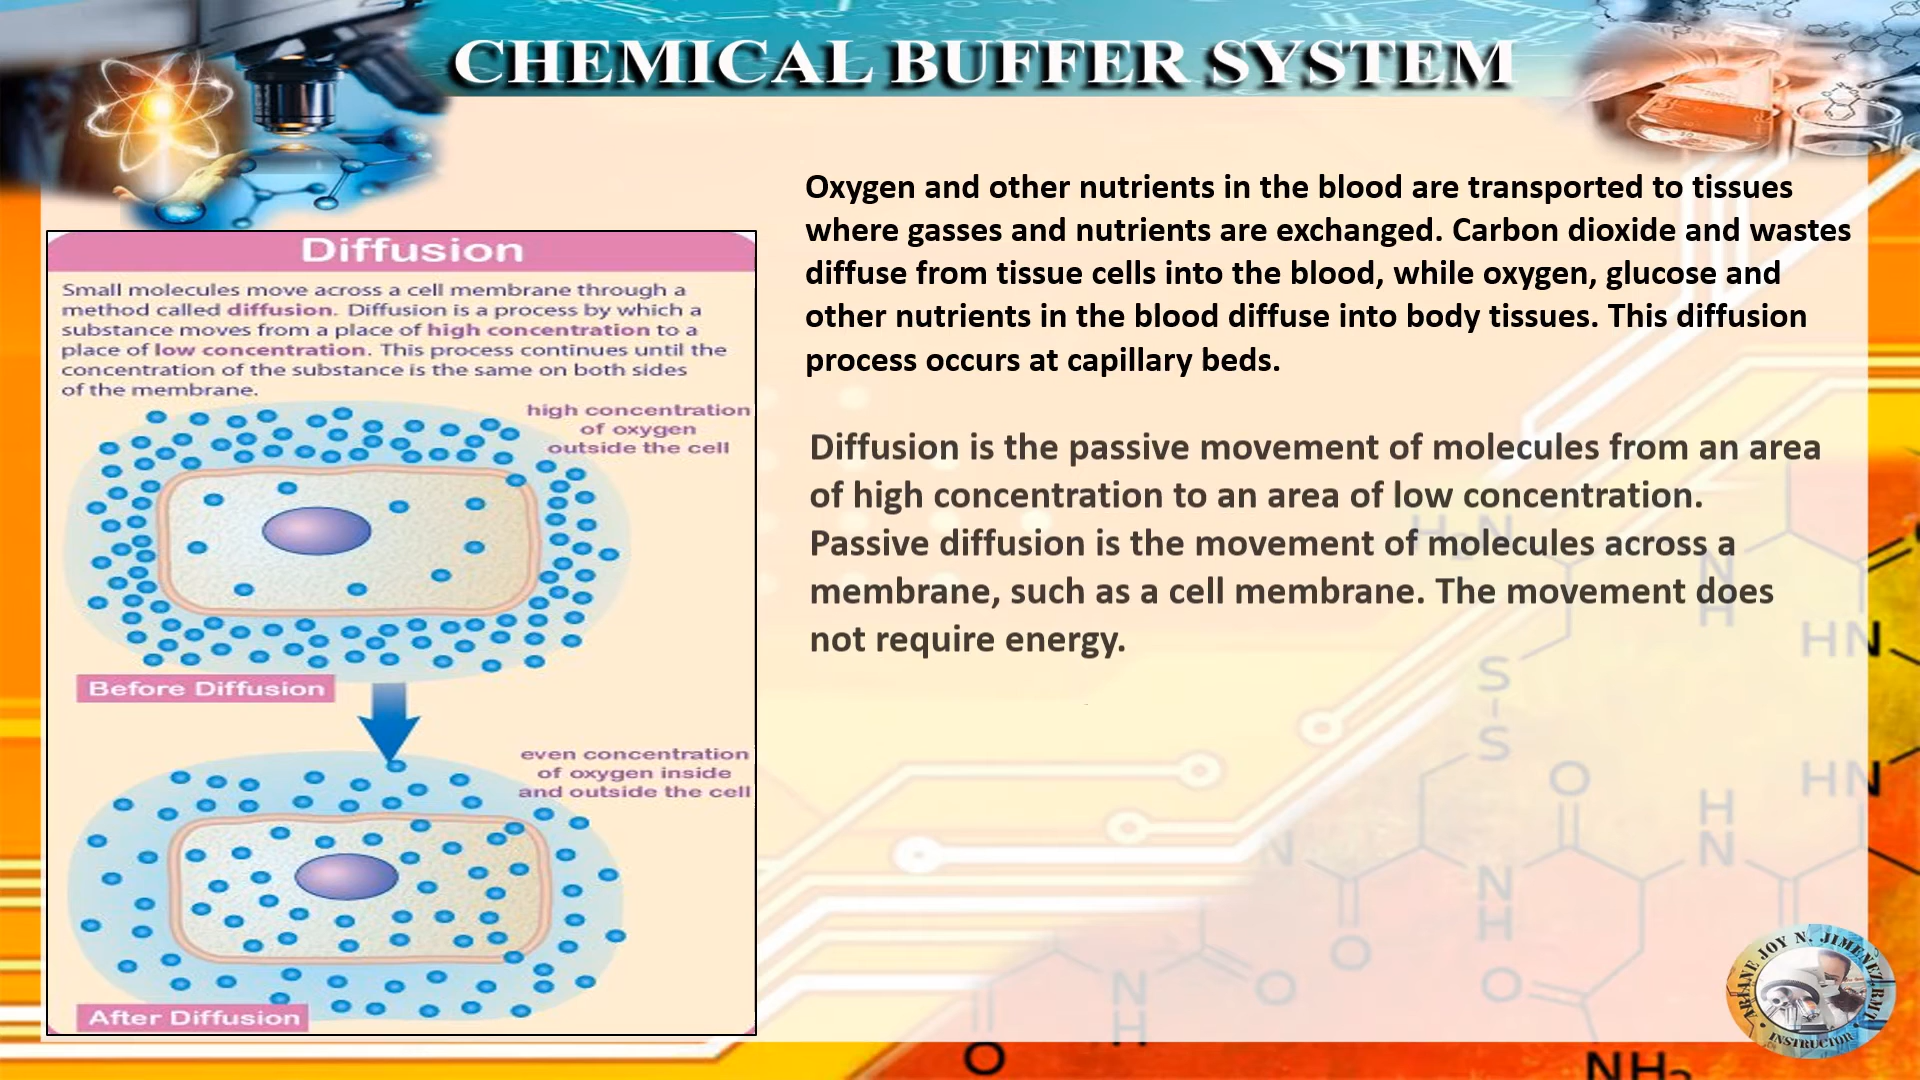 CHEMICAL BUFFER SYSTEM
Diffusion
Small molecules move across a cell membrane through a
method called diffusion. Diffusion is a process by which a
substance moves from a place of high concentration to a
place of low concentration. This process continues until the
concentration of the substance is the same on both sides
of the membrane.
high concentration
of oxygen
outside the cell
Before Diffusion
even concentration
of oxygen inside
and outside the cell
After Diffusion
Oxygen and other nutrients in the blood are transported to tissues
where gasses and nutrients are exchanged. Carbon dioxide and wastes
diffuse from tissue cells into the blood, while oxygen, glucose and
other nutrients in the blood diffuse into body tissues. This diffusion
process occurs at capillary beds.
Diffusion is the passive movement of molecules from an area
of high concentration to an area of low concentration.
Passive diffusion is the movement of molecules across a
membrane, such as a cell membrane. The movement does
not require energy.
H₂N
N
H
HN
S
S
O
HN
H
N
N
N
H
O
O
N
H
O
O
NH₂
ARIANE JOY N. JIMENEZ, RMT
• INSTRUCTOR •